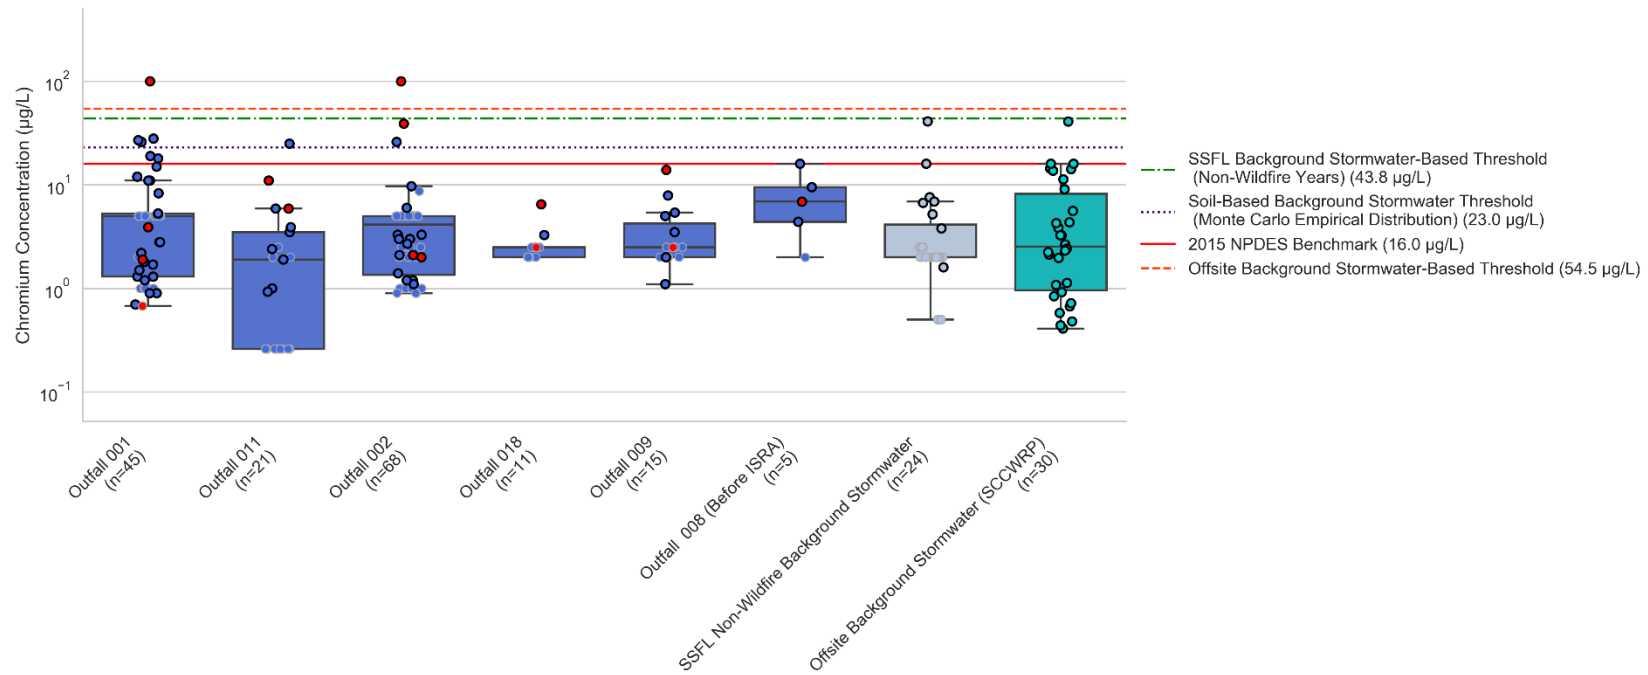 Chromium Concentration (µg/L)
10²
10¹
10⁰
10⁻¹
Outfall 001
(n=45)
Outfall 011
(n=21)
Outfall 002
(n=68)
Outfall 018
(n=11)
Outfall 009
(n=15)
Outfall 008 (Before ISRA)
(n=5)
SSFL Non-Wildfire Background Stormwater
(n=24)
Offsite Background Stormwater (SCCWRP)
(n=30)
SSFL Background Stormwater-Based Threshold
(Non-Wildfire Years) (43.8 µg/L)
Soil-Based Background Stormwater Threshold
(Monte Carlo Empirical Distribution) (23.0 µg/L)
2015 NPDES Benchmark (16.0 µg/L)
Offsite Background Stormwater-Based Threshold (54.5 µg/L)